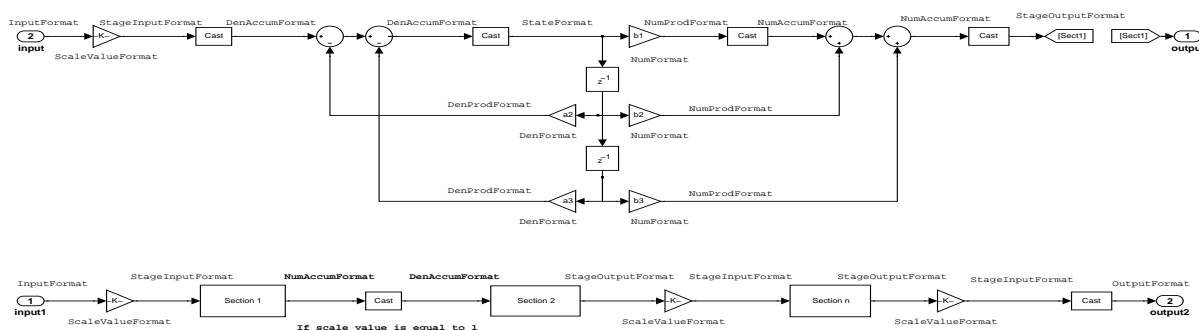 InputFormat
StageInputFormat
DenAccumFormat
DenAccumFormat
StateFormat
NumProdFormat
NumAccumFormat
NumAccumFormat
StageOutputFormat
2
input
-K-
ScaleValueFormat
Cast
+
-
+
-
Cast
b1
NumFormat
Cast
+
+
+
+
Cast
[Sect1]
[Sect1]
1
output
z-1
DenProdFormat
a2
DenFormat
b2
NumProdFormat
NumFormat
z-1
DenProdFormat
a3
DenFormat
b3
NumProdFormat
NumFormat
InputFormat
StageInputFormat
NumAccumFormat
DenAccumFormat
StageOutputFormat
StageInputFormat
StageOutputFormat
StageInputFormat
OutputFormat
1
input1
-K-
ScaleValueFormat
Section 1
Cast
Section 2
-K-
ScaleValueFormat
Section n
-K-
ScaleValueFormat
Cast
2
output2
If scale value is equal to 1